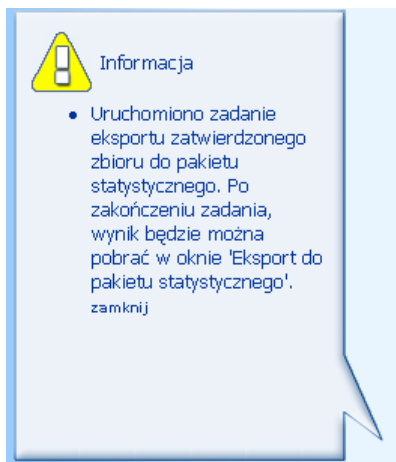 Informacja
• Uruchomiono zadanie
eksportu zatwierdzonego
zbioru do pakietu
statystycznego. Po
zakończeniu zadania,
wynik będzie można
pobrać w oknie 'Eksport do
pakietu statystycznego'.
zamknij